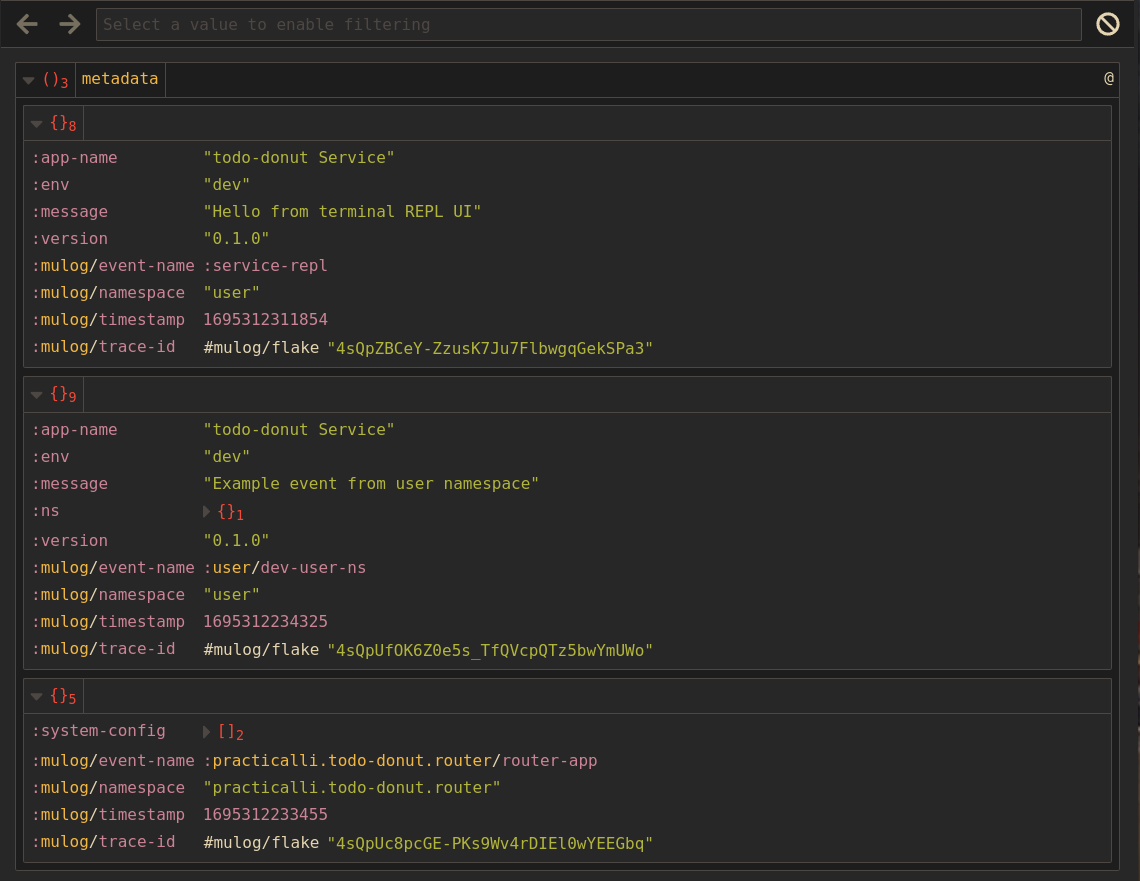 Select a value to enable filtering
()3 metadata @
{}8
:app-name "todo-donut Service"
:env "dev"
:message "Hello from terminal REPL UI"
:version "0.1.0"
:mulog/event-name :service-repl
:mulog/namespace "user"
:mulog/timestamp 1695312311854
:mulog/trace-id #mulog/flake "4sQpZBCeY-ZzusK7Ju7FlbwgqGekSPa3"
{}9
:app-name "todo-donut Service"
:env "dev"
:message "Example event from user namespace"
:ns {}1
:version "0.1.0"
:mulog/event-name :user/dev-user-ns
:mulog/namespace "user"
:mulog/timestamp 1695312234325
:mulog/trace-id #mulog/flake "4sQpUfOK6Z0e5s_TfQVcpQTz5bwYmUWo"
{}5
:system-config []2
:mulog/event-name :practicalli.todo-donut.router/router-app
:mulog/namespace "practicalli.todo-donut.router"
:mulog/timestamp 1695312233455
:mulog/trace-id #mulog/flake "4sQpUc8pcGE-PKs9Wv4rDIEl0wYEEGbq"